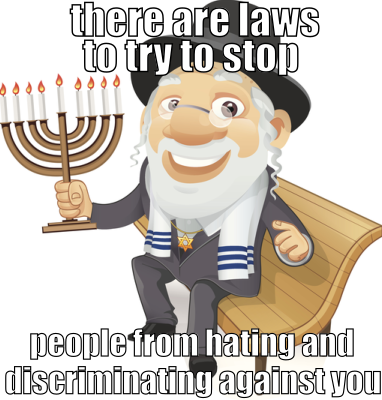 there are laws
to try to stop
people from hating and
discriminating against you